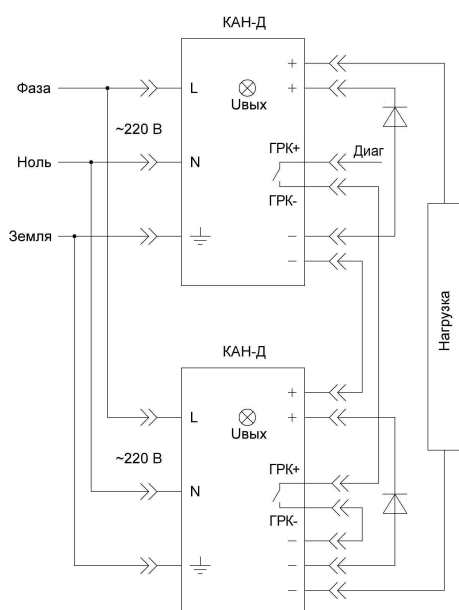 КАН-Д
+
Фаза
L
+
Uвых
~220 В
ГРК+
Диаг
Ноль
N
ГРК-
Земля
−
−
Нагрузка
КАН-Д
+
L
+
Uвых
~220 В
ГРК+
N
ГРК-
−
−
−